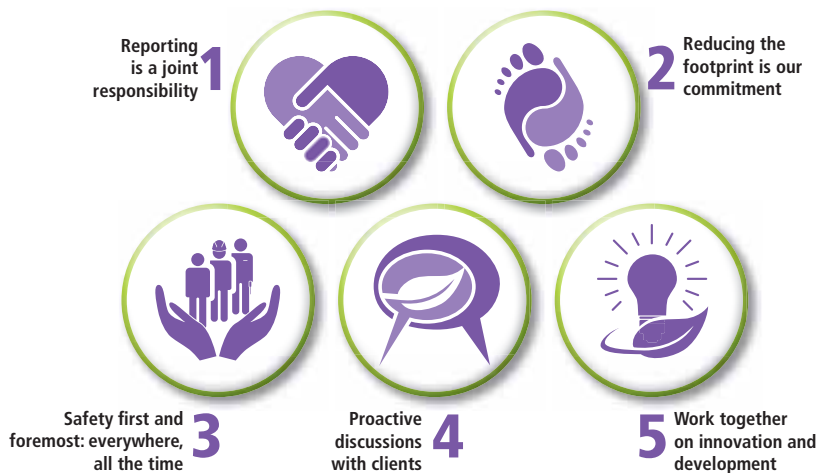 Reporting
is a joint
responsibility
1
2
Reducing the
footprint is our
commitment
Safety first and
foremost: everywhere,
all the time
3
Proactive
discussions
with clients
4
5
Work together
on innovation and
development